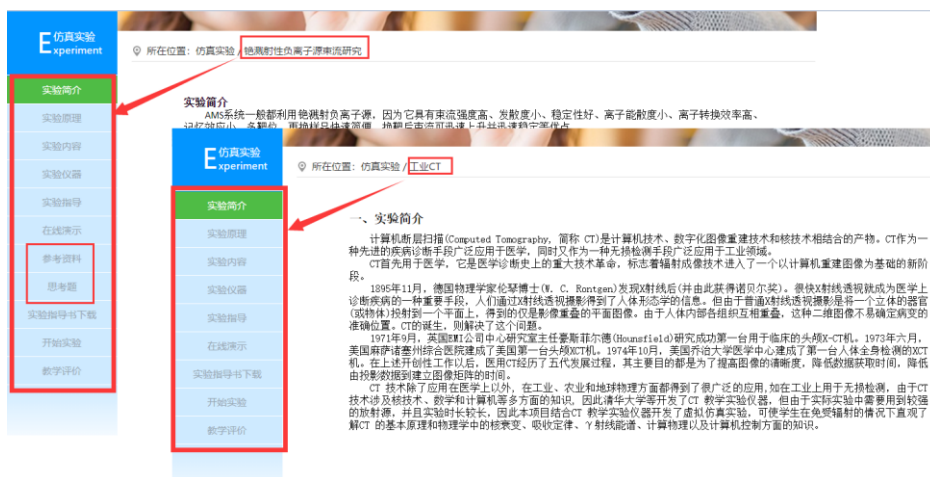 E仿真实验
xperiment
所在位置：仿真实验 / 铯溅射性负离子源束流研究
实验简介
实验原理
实验内容
实验仪器
实验指导
在线演示
参考资料
思考题
实验指导书下载
开始实验
教学评价
实验简介
AMS系统一般都利用铯溅射负离子源，因为它具有束流强度高、发散度小、稳定性好、离子能散度小、离子转换效率高、
E仿真实验
xperiment
所在位置：仿真实验 / 工业CT
实验简介
实验原理
实验内容
实验仪器
实验指导
在线演示
实验指导书下载
开始实验
教学评价
一、实验简介
计算机断层扫描(Computed Tomography, 简称 CT)是计算机技术、数字化图像重建技术和核技术相结合的产物。CT作为一
种先进的疾病诊断手段广泛应用于医学，同时又作为一种无损检测手段广泛应用于工业领域。
CT首先用于医学，它是医学诊断史上的重大技术革命，标志着辐射成像技术进入了一个以计算机重建图像为基础的新阶
段。
1895年11月，德国物理学家伦琴博士(W. C. Rontgen)发现X射线后(并由此获得诺贝尔奖)。很快X射线透视就成为医学上
诊断疾病的一种重要手段，人们通过X射线透视摄影得到了人体形态学的信息。但由于普通X射线透视摄影是将一个立体的器官
(或物体)投射到一个平面上，得到的仅是影像重叠的平面图像。由于人体内部各组织互相重叠，这种二维图像不易确定病变的
准确位置。CT的诞生，则解决了这个问题。
1971年9月，英国EMI公司中心研究室主任豪斯菲尔德(Hounsfield)研究成功第一台用于临床的头颅X-CT机。1973年六月，
美国麻萨诸塞州综合医院建成了美国第一台头颅XCT机。1974年10月，美国乔治大学医学中心建成了第一台人体全身检测的XCT
机。在上述开创性工作以后，医用CT经历了五代发展过程，其主要目的都是为了提高图像的清晰度，降低数据获取时间，降低
由投影数据到建立图像矩阵的时间。
CT 技术除了应用在医学上以外，在工业、农业和地球物理方面都得到了很广泛的应用,如在工业上用于无损检测，由于CT
技术涉及核技术、数学和计算机等多方面的知识，因此清华大学等开发了CT 教学实验仪器，但由于实际实验中需要用到较强
的放射源，并且实验时长较长，因此本项目结合CT 教学实验仪器开发了虚拟仿真实验，可使学生在免受辐射的情况下直观了
解CT 的基本原理和物理学中的核衰变、吸收定律、γ射线能谱、计算物理以及计算机控制方面的知识。